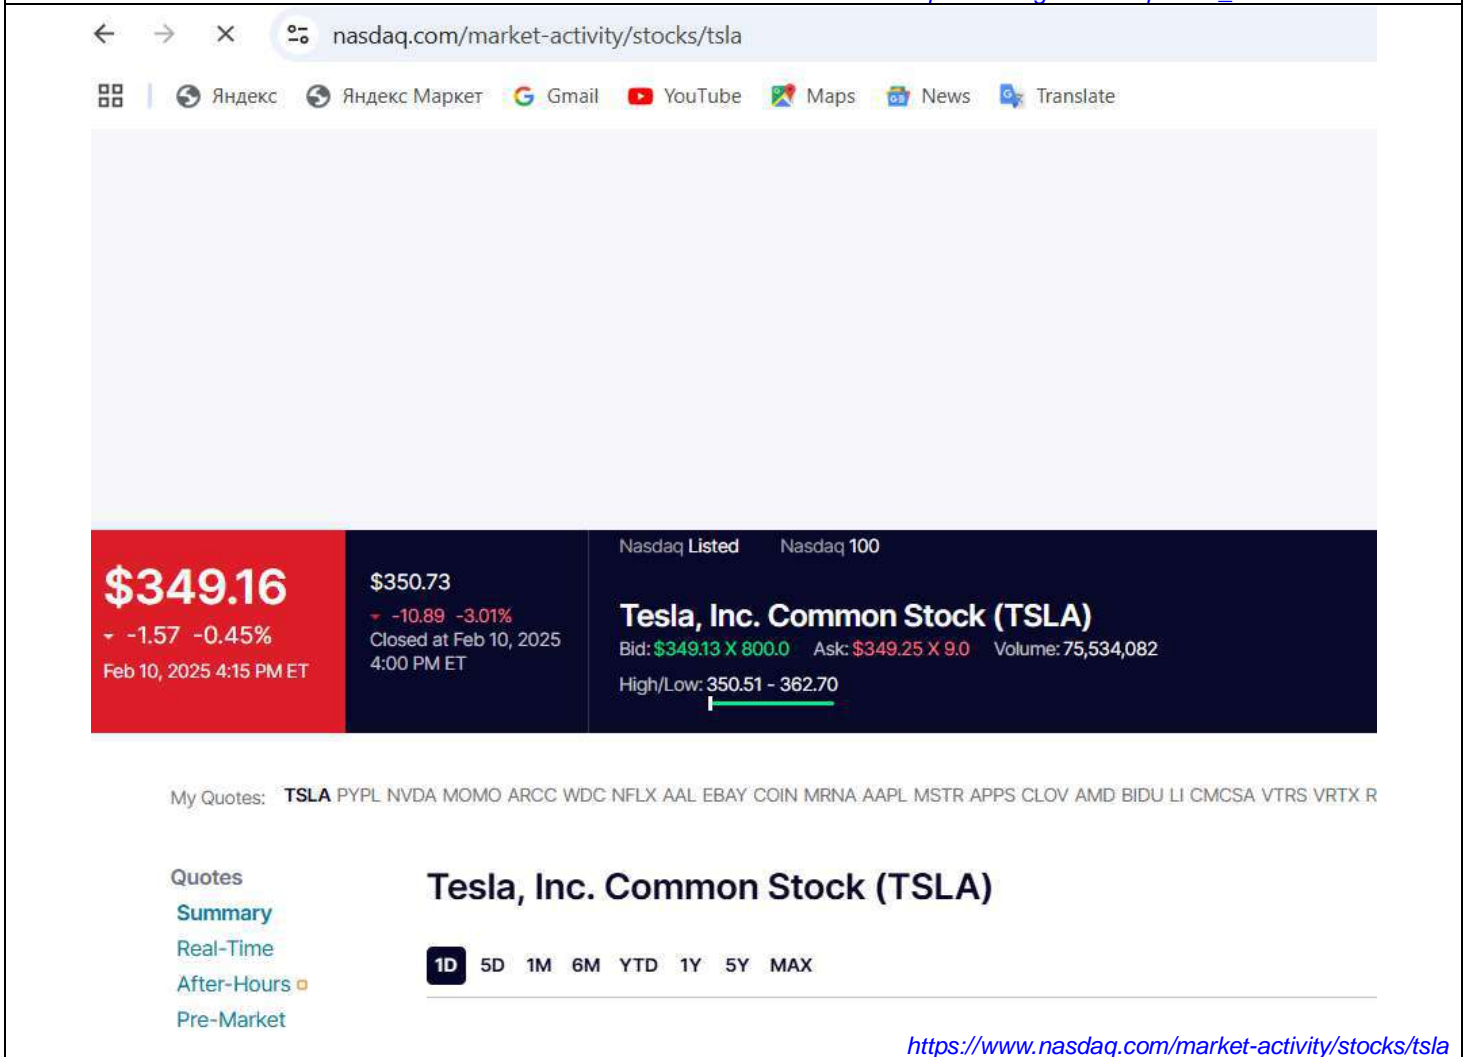 nasdaq.com/market-activity/stocks/tsla
Яндекс Яндекс Маркет Gmail YouTube Maps News Translate
$349.16
-1.57 -0.45%
Feb 10, 2025 4:15 PM ET
$350.73
-10.89 -3.01%
Closed at Feb 10, 2025
4:00 PM ET
Nasdaq Listed Nasdaq 100
Tesla, Inc. Common Stock (TSLA)
Bid: $349.13 X 800.0 Ask: $349.25 X 9.0 Volume: 75,534,082
High/Low: 350.51 - 362.70
My Quotes: TSLA PYPL NVDA MOMO ARCC WDC NFLX AAL EBAY COIN MRNA AAPL MSTR APPS CLOV AMD BIDU LI CMCSA VTRS VRTX R
Quotes
Summary
Real-Time
After-Hours
Pre-Market
Tesla, Inc. Common Stock (TSLA)
1D 5D 1M 6M YTD 1Y 5Y MAX
https://www.nasdaq.com/market-activity/stocks/tsla